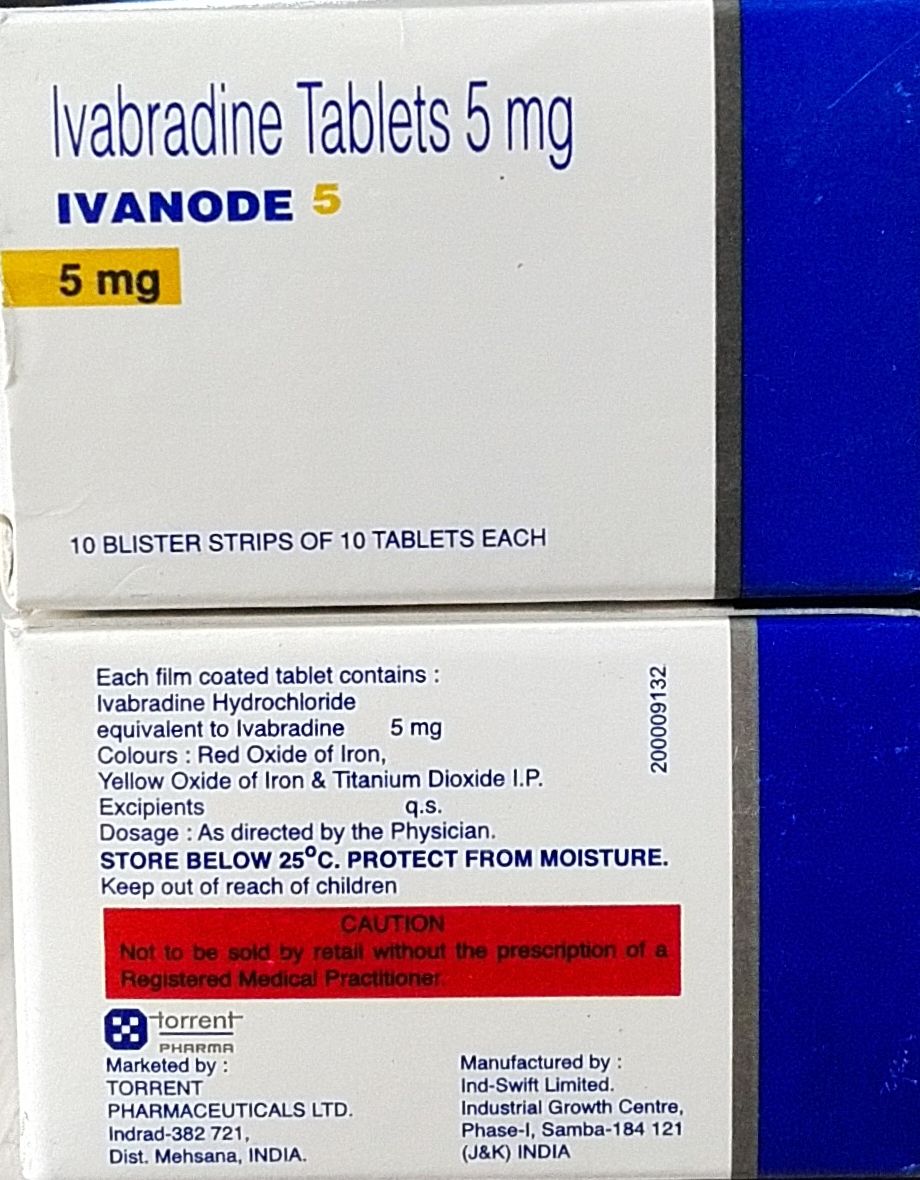 Ivabradine Tablets 5 mg
IVANODE 5
5 mg
10 BLISTER STRIPS OF 10 TABLETS EACH
Each film coated tablet contains :
Ivabradine Hydrochloride
equivalent to Ivabradine 5 mg
Colours : Red Oxide of Iron,
Yellow Oxide of Iron & Titanium Dioxide I.P.
Excipients q.s.
Dosage : As directed by the Physician.
STORE BELOW 25°C. PROTECT FROM MOISTURE.
Keep out of reach of children
200009132
CAUTION
Not to be sold by retail without the prescription of a
Registered Medical Practitioner.
torrent
PHARMA
Marketed by :
TORRENT
PHARMACEUTICALS LTD.
Indrad-382 721,
Dist. Mehsana, INDIA.
Manufactured by :
Ind-Swift Limited.
Industrial Growth Centre,
Phase-I, Samba-184 121
(J&K) INDIA